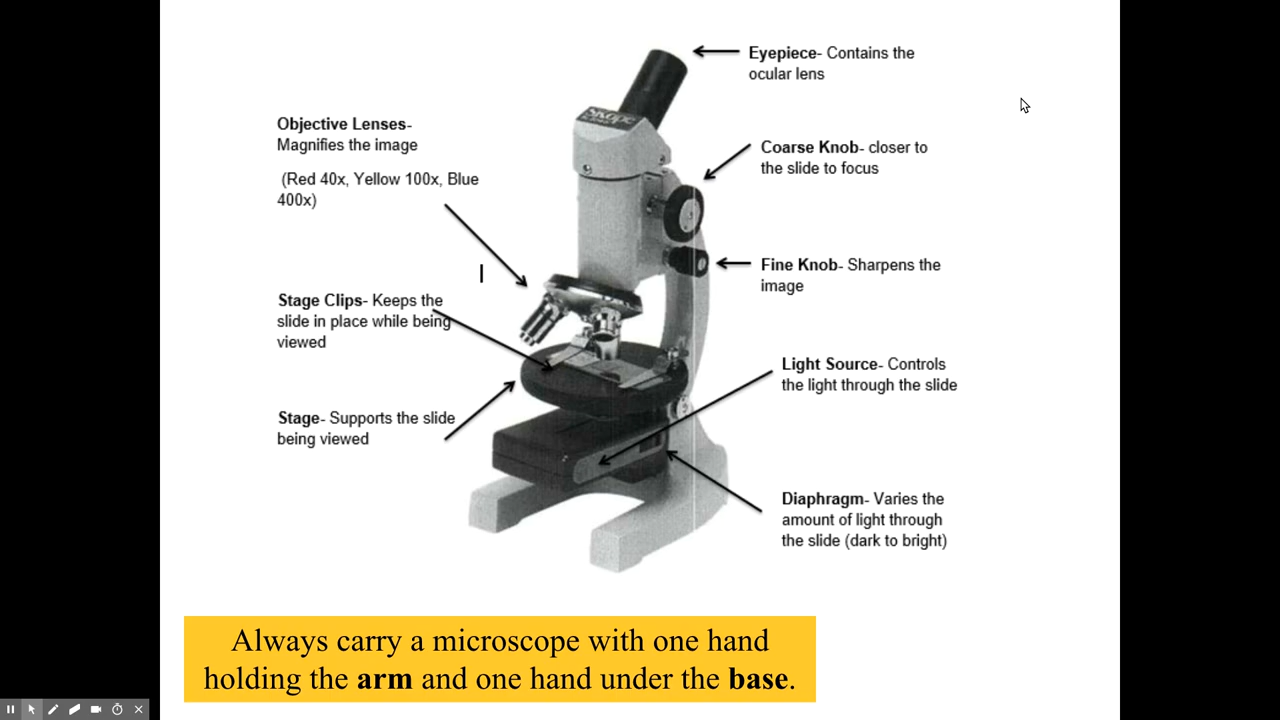 Eyepiece- Contains the
ocular lens
Objective Lenses-
Magnifies the image
(Red 40x, Yellow 100x, Blue
400x)
Coarse Knob- closer to
the slide to focus
Fine Knob- Sharpens the
image
Stage Clips- Keeps the
slide in place while being
viewed
Light Source- Controls
the light through the slide
Stage- Supports the slide
being viewed
Diaphragm- Varies the
amount of light through
the slide (dark to bright)
Always carry a microscope with one hand
holding the arm and one hand under the base.